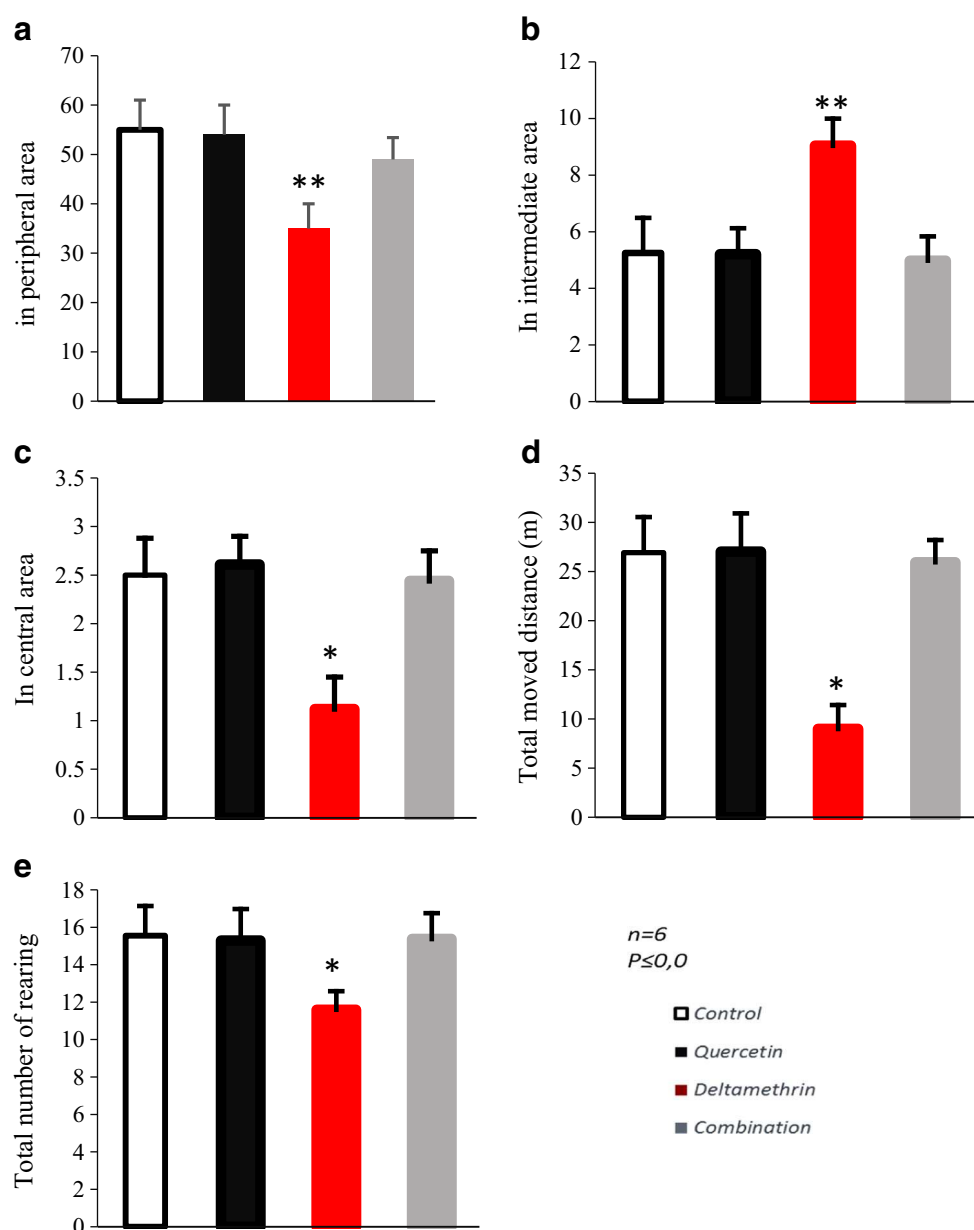 a
70
60
50
40
30
20
10
0
in peripheral area
**
b
12
10
8
6
4
2
0
In intermediate area
**
c
3.5
3
2.5
2
1.5
1
0.5
0
In central area
*
d
35
30
25
20
15
10
5
0
Total moved distance (m)
*
e
18
16
14
12
10
8
6
4
2
0
Total number of rearing
*
n=6
P≤0,0
Control
Quercetin
Deltamethrin
Combination